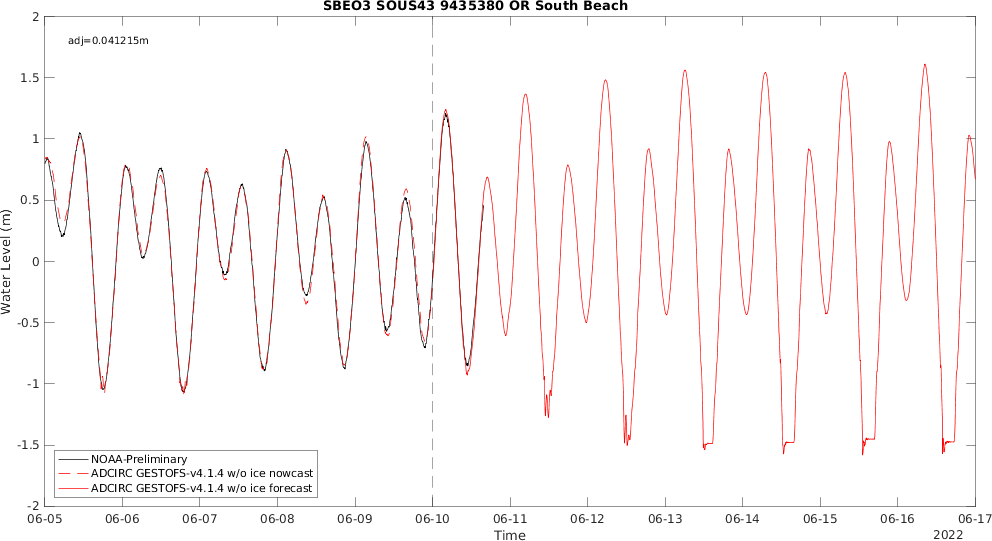 SBEO3 SOUS43 9435380 OR South Beach
adj=0.041215m
2
1.5
1
0.5
0
-0.5
-1
-1.5
-2
Water Level (m)
NOAA-Preliminary
ADCIRC GESTOFS-v4.1.4 w/o ice nowcast
ADCIRC GESTOFS-v4.1.4 w/o ice forecast
06-05 06-06 06-07 06-08 06-09 06-10 06-11 06-12 06-13 06-14 06-15 06-16 06-17
Time
2022